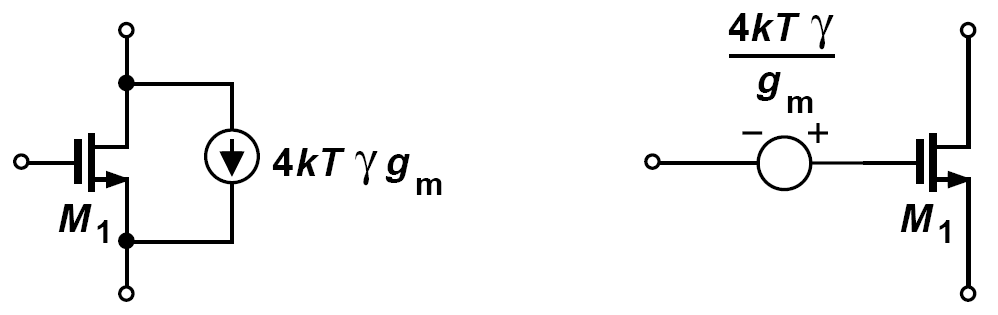 4kT γ g m
M 1
4kT γ
g m
− +
M 1